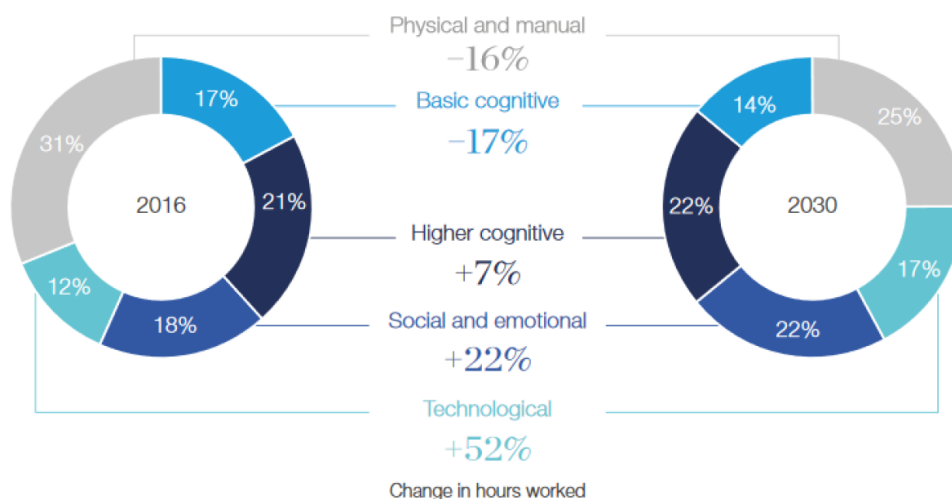 Physical and manual
–16%
Basic cognitive
–17%
Higher cognitive
+7%
Social and emotional
+22%
Technological
+52%
Change in hours worked
2016
17%
21%
18%
12%
31%
2030
25%
17%
22%
22%
14%